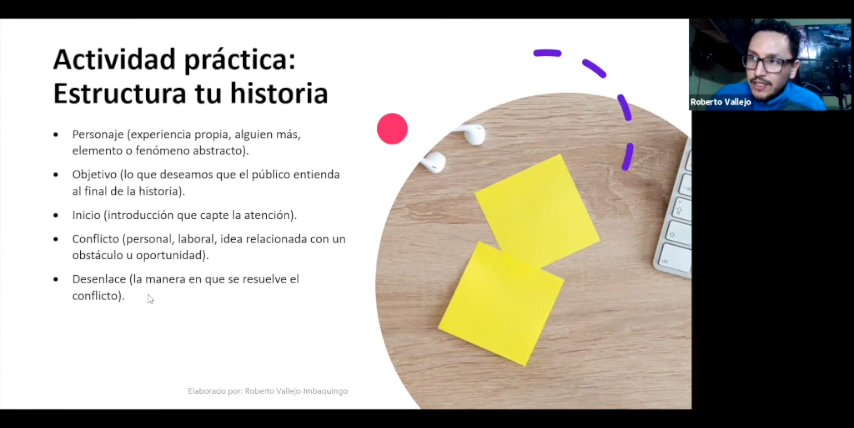 Actividad práctica:
Estructura tu historia
• Personaje (experiencia propia, alguien más,
elemento o fenómeno abstracto).
• Objetivo (lo que deseamos que el público entienda
al final de la historia).
• Inicio (introducción que capte la atención).
• Conflicto (personal, laboral, idea relacionada con un
obstáculo u oportunidad).
• Desenlace (la manera en que se resuelve el
conflicto).
Elaborado por: Roberto Vallejo-Imbaquingo
Roberto Vallejo